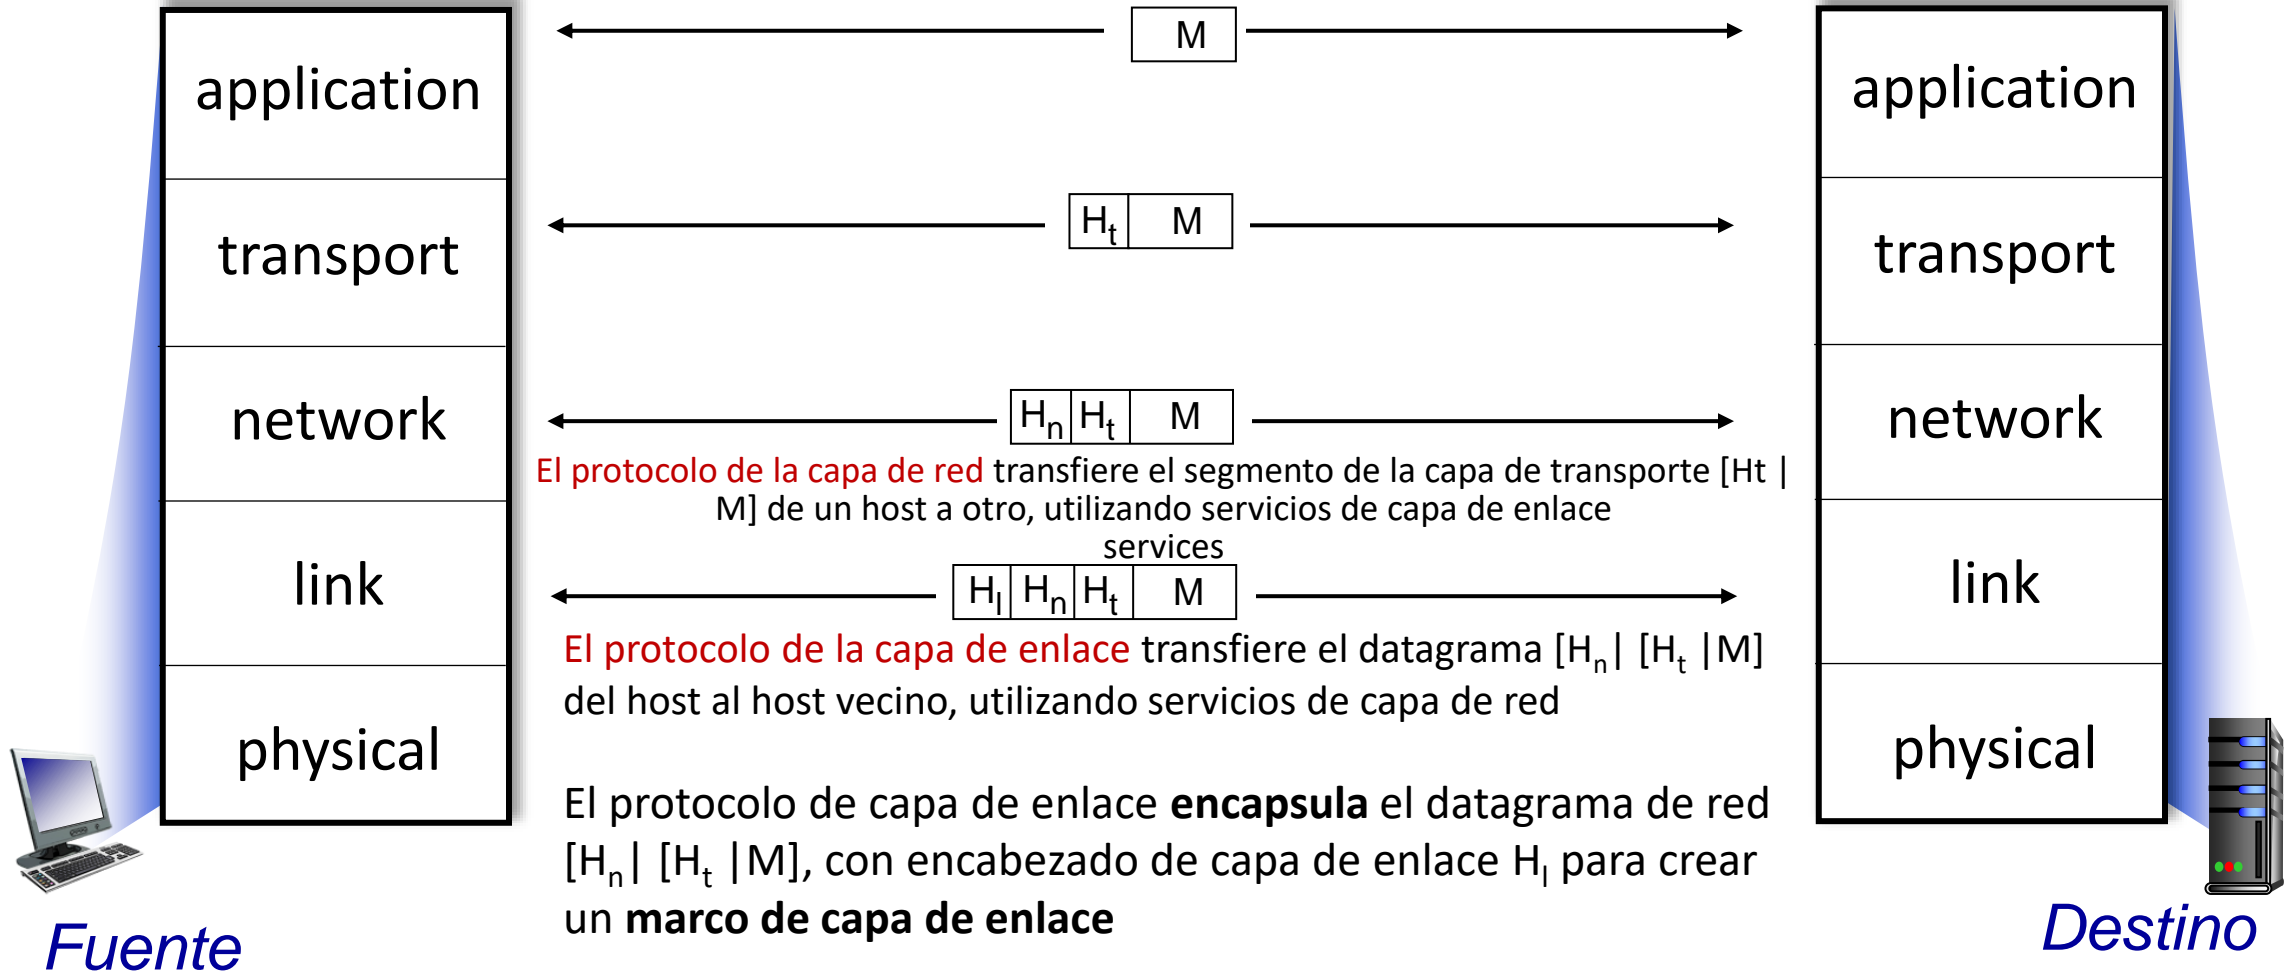 M
application
application
Ht M
transport
transport
Hn Ht M
network
network
El protocolo de la capa de red transfiere el segmento de la capa de transporte [Ht |
M] de un host a otro, utilizando servicios de capa de enlace
services
Hl Hn Ht M
link
link
El protocolo de la capa de enlace transfiere el datagrama [Hn| [Ht |M]
del host al host vecino, utilizando servicios de capa de red
physical
physical
El protocolo de capa de enlace encapsula el datagrama de red
[Hn| [Ht |M], con encabezado de capa de enlace Hl para crear
un marco de capa de enlace
Fuente
Destino